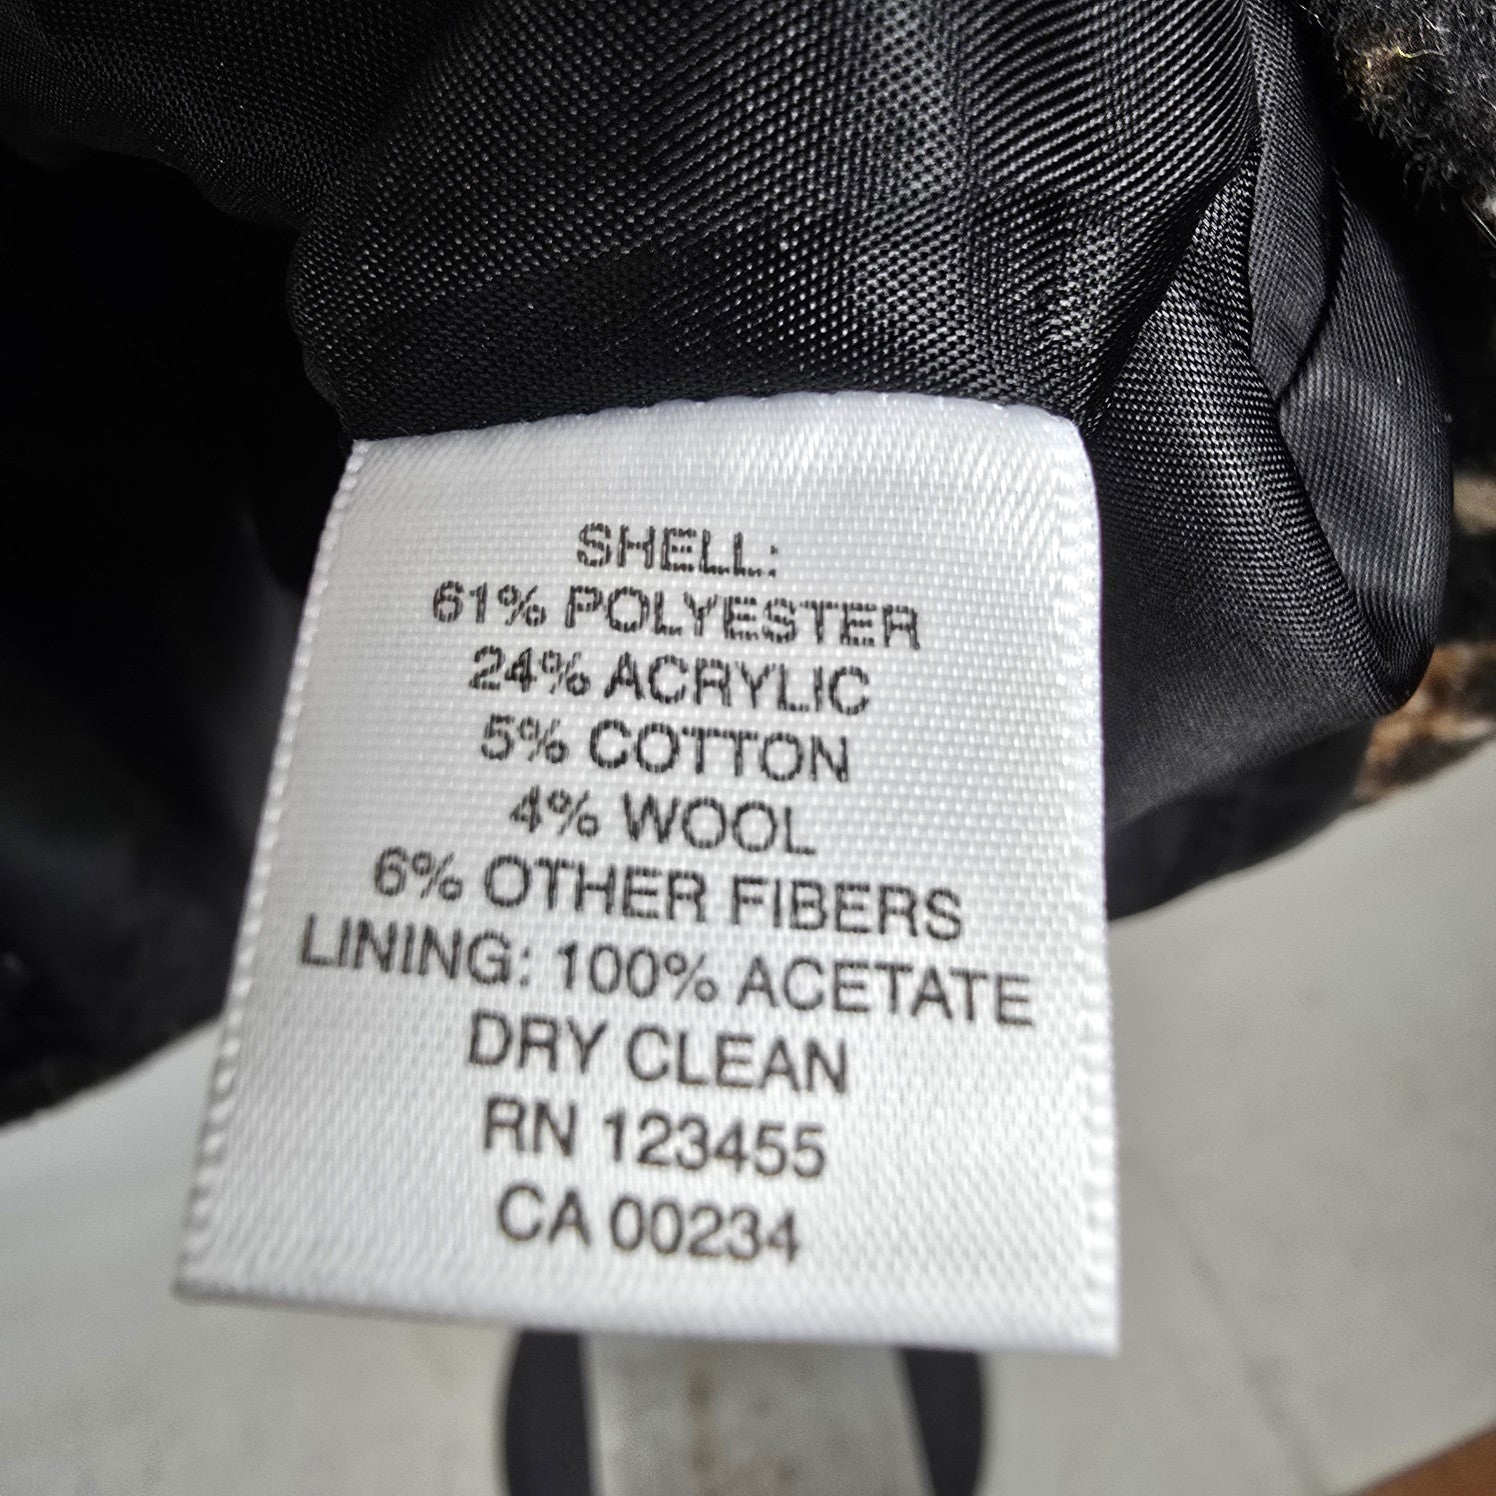 SHELL:
61% POLYESTER
24% ACRYLIC
5% COTTON
4% WOOL
6% OTHER FIBERS
LINING: 100% ACETATE
DRY CLEAN
RN 123455
CA 00234